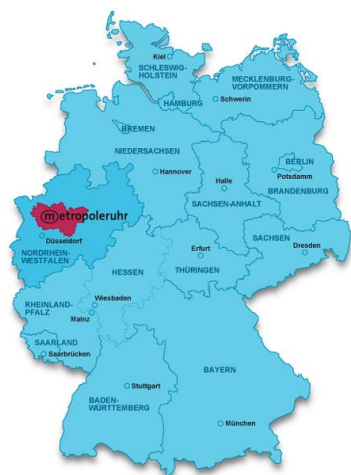 Kiel
SCHLESWIG-
HOLSTEIN
MECKLENBURG-
VORPOMMERN
HAMBURG
Schwerin
BREMEN
NIEDERSACHSEN
BERLIN
Hannover
Halle
Potsdamm
BRANDENBURG
SACHSEN-ANHALT
metropoleruhr
Düsseldorf
NORDRHEIN-
WESTFALEN
SACHSEN
Dresden
Erfurt
THÜRINGEN
HESSEN
RHEINLAND-
PFALZ
Wiesbaden
Mainz
SAARLAND
Saarbrücken
Stuttgart
BADEN-
WÜRTTEMBERG
BAYERN
München